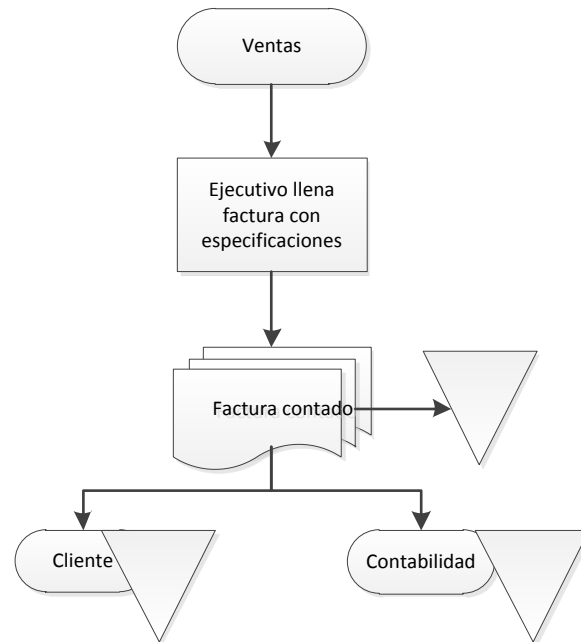 Ventas
Ejecutivo llena
factura con
especificaciones
Factura contado
Cliente
Contabilidad